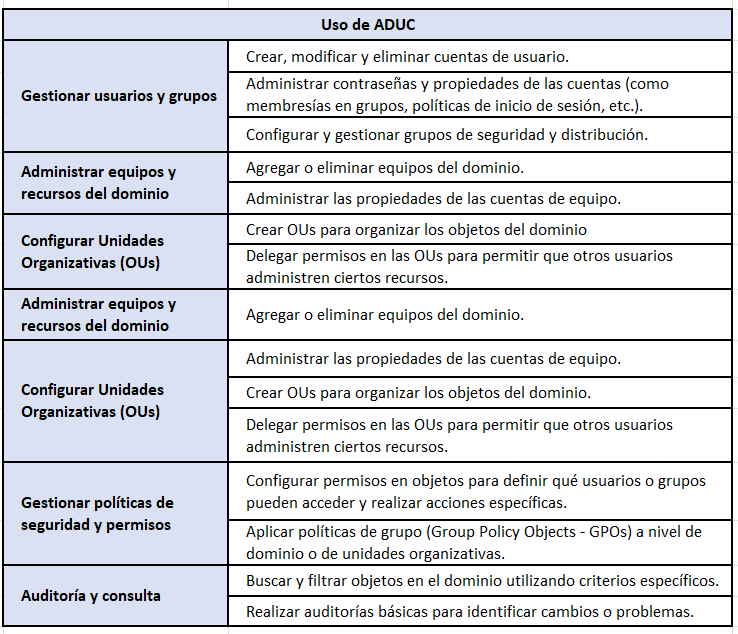 Uso de ADUC
Gestionar usuarios y grupos
Crear, modificar y eliminar cuentas de usuario.
Administrar contraseñas y propiedades de las cuentas (como
membresías en grupos, políticas de inicio de sesión, etc.).
Configurar y gestionar grupos de seguridad y distribución.
Administrar equipos y
recursos del dominio
Agregar o eliminar equipos del dominio.
Administrar las propiedades de las cuentas de equipo.
Configurar Unidades
Organizativas (OUs)
Crear OUs para organizar los objetos del dominio
Delegar permisos en las OUs para permitir que otros usuarios
administren ciertos recursos.
Administrar equipos y
recursos del dominio
Agregar o eliminar equipos del dominio.
Configurar Unidades
Organizativas (OUs)
Administrar las propiedades de las cuentas de equipo.
Crear OUs para organizar los objetos del dominio.
Delegar permisos en las OUs para permitir que otros usuarios
administren ciertos recursos.
Gestionar políticas de
seguridad y permisos
Configurar permisos en objetos para definir qué usuarios o grupos
pueden acceder y realizar acciones específicas.
Aplicar políticas de grupo (Group Policy Objects - GPOs) a nivel de
dominio o de unidades organizativas.
Auditoría y consulta
Buscar y filtrar objetos en el dominio utilizando criterios específicos.
Realizar auditorías básicas para identificar cambios o problemas.